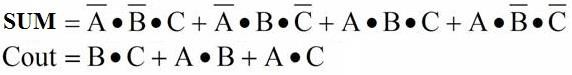 SUM = A̅•B̅•C + A̅•B•C̅ + A•B•C + A•B̅•C̅
Cout = B•C + A•B + A•C